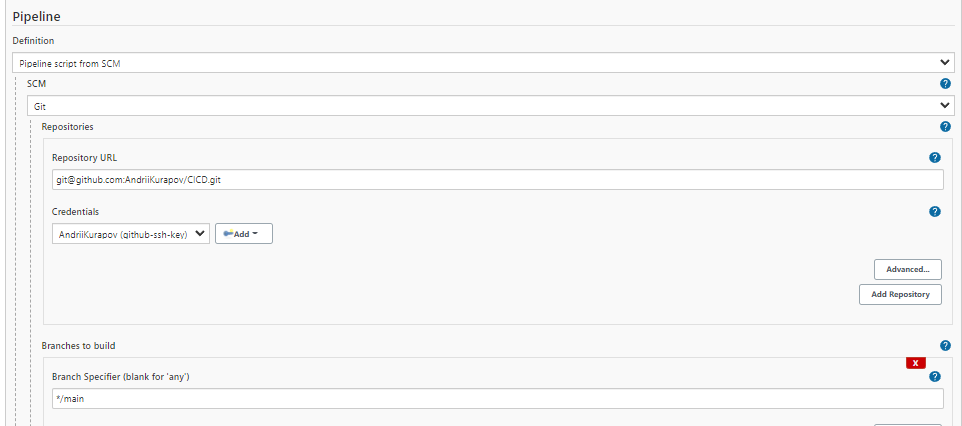 Pipeline
Definition
Pipeline script from SCM
SCM
?
Git
Repositories
?
Repository URL
?
git@github.com:AndriiKurapov/CICD.git
Credentials
?
AndriiKurapov (github-ssh-key)
Add
Advanced...
Add Repository
Branches to build
?
X
Branch Specifier (blank for 'any')
?
*/main